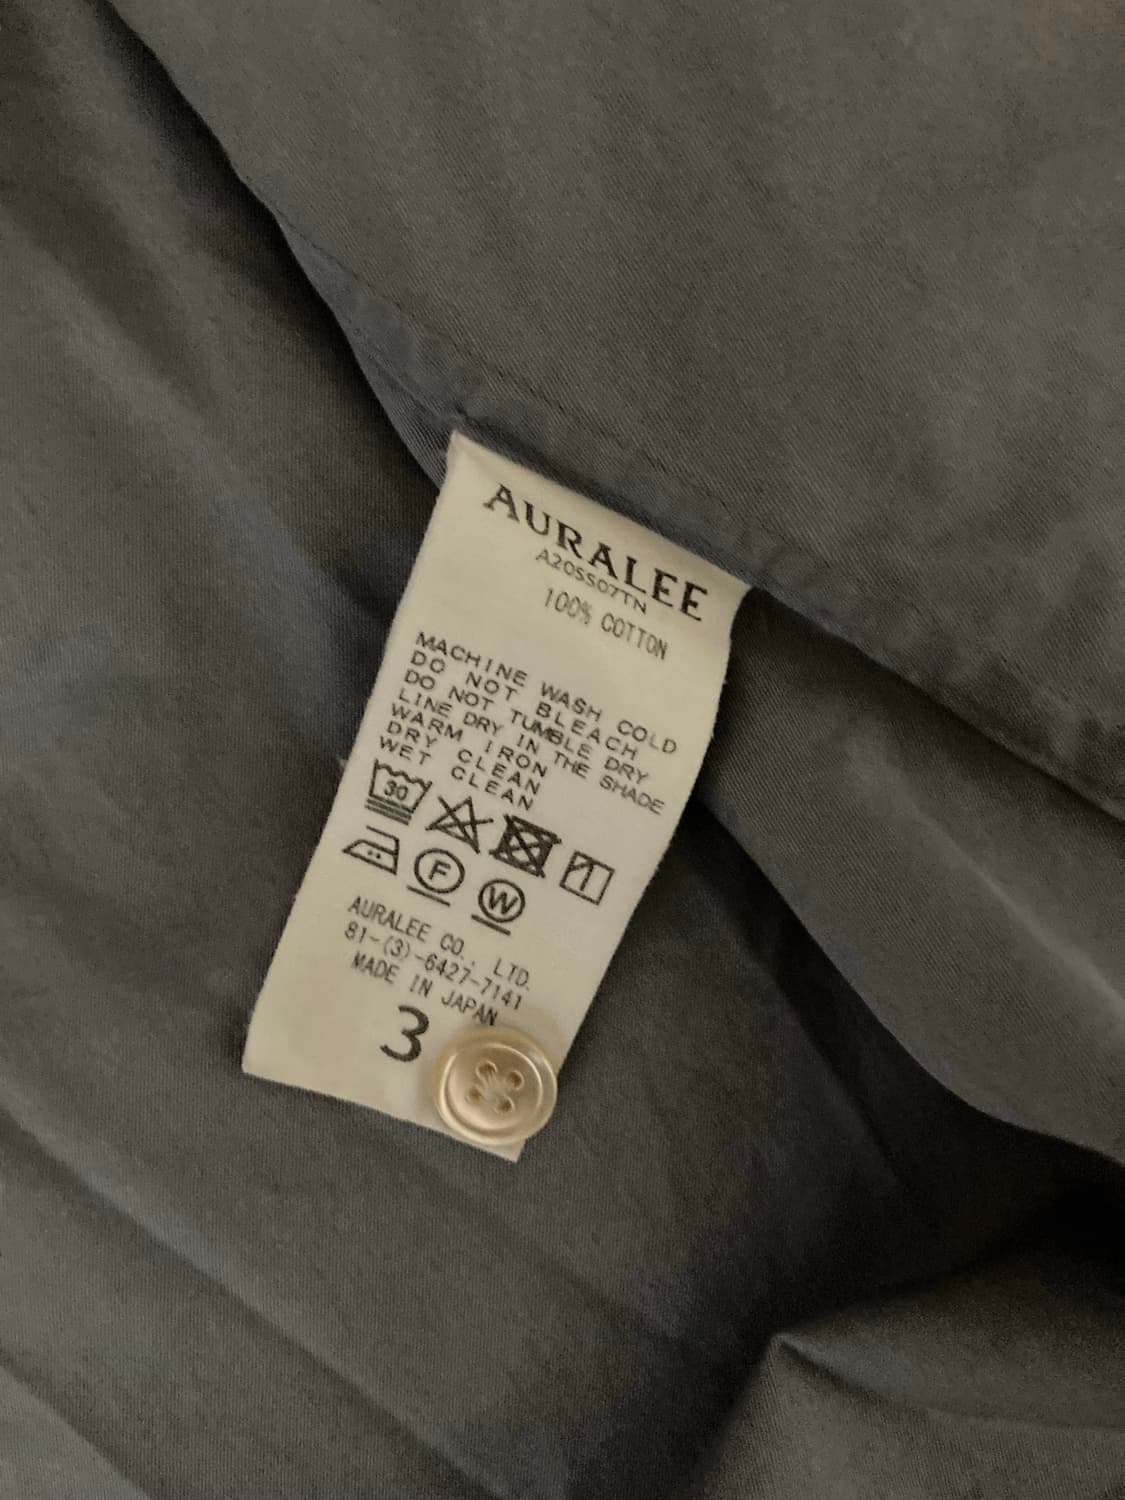 AURALEE
A20SS07TN
100% COTTON
MACHINE WASH COLD
DO NOT BLEACH
DO NOT TUMBLE DRY
LINE DRY IN THE SHADE
WARM IRON
DRY CLEAN
WET CLEAN
30
F W
AURALEE CO., LTD.
81-(3)-6427-7141
MADE IN JAPAN
3